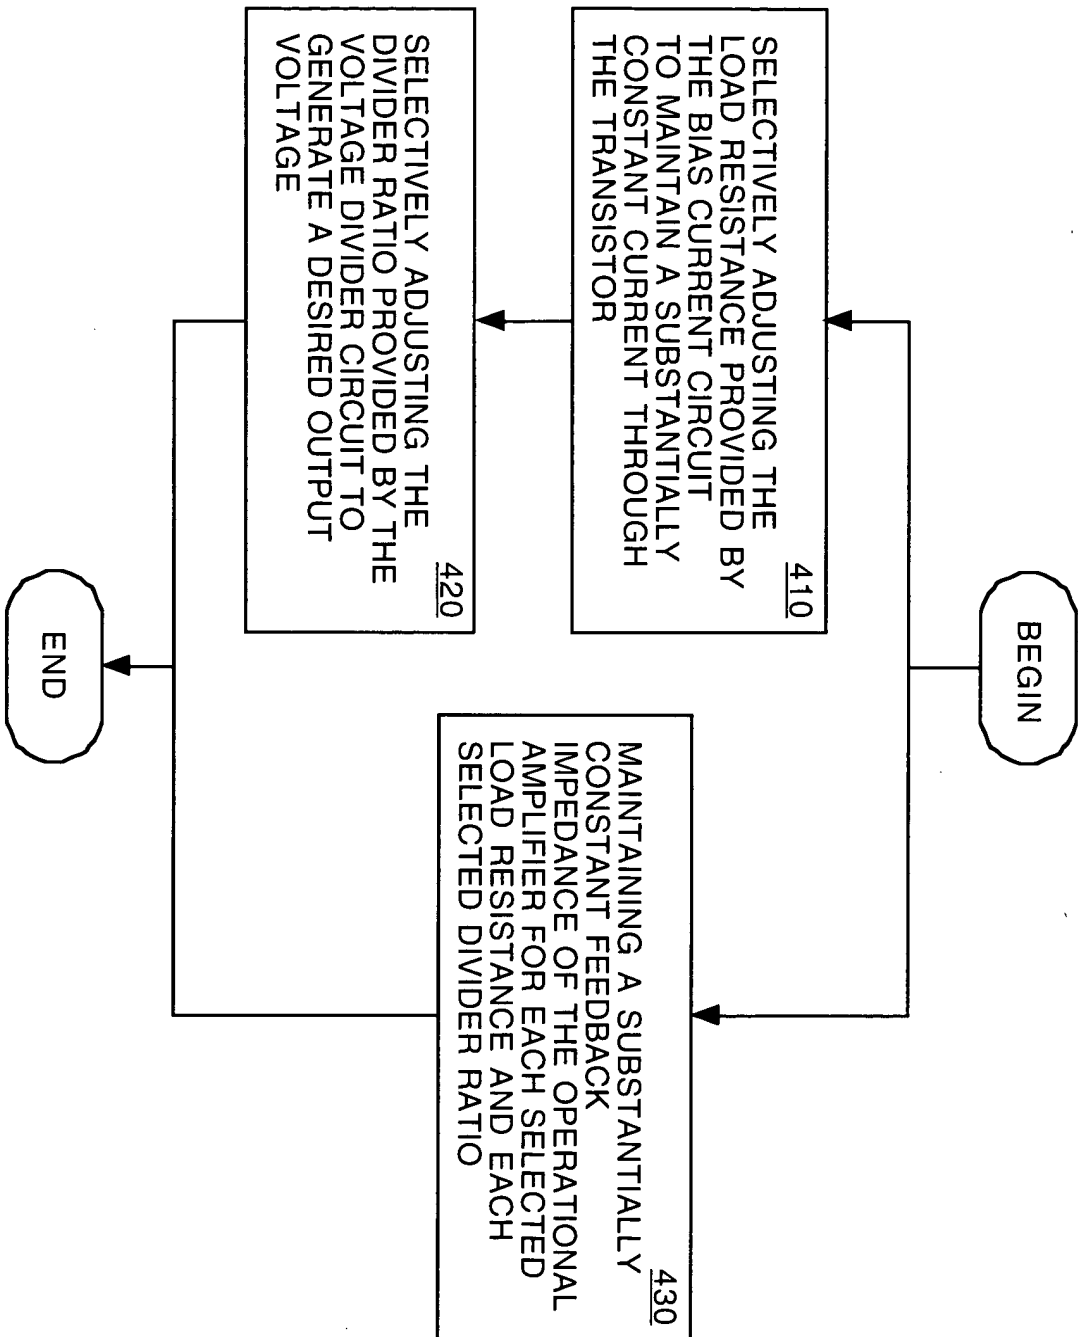 BEGIN
410
SELECTIVELY ADJUSTING THE
LOAD RESISTANCE PROVIDED BY
THE BIAS CURRENT CIRCUIT
TO MAINTAIN A SUBSTANTIALLY
CONSTANT CURRENT THROUGH
THE TRANSISTOR
420
SELECTIVELY ADJUSTING THE
DIVIDER RATIO PROVIDED BY THE
VOLTAGE DIVIDER CIRCUIT TO
GENERATE A DESIRED OUTPUT
VOLTAGE
430
MAINTAINING A SUBSTANTIALLY
CONSTANT FEEDBACK
IMPEDANCE OF THE OPERATIONAL
AMPLIFIER FOR EACH SELECTED
LOAD RESISTANCE AND EACH
SELECTED DIVIDER RATIO
END